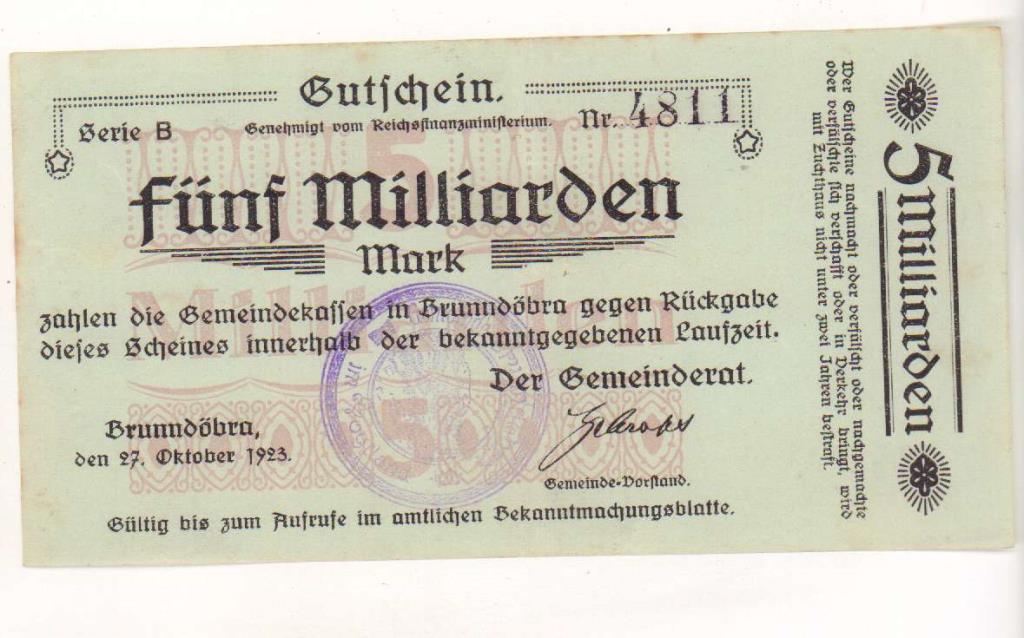 Gutschein.
Serie B
Genehmigt vom Reichsfinanzministerium.
Nr. 4811
Fünf Milliarden
Mark
zahlen die Gemeindekassen in Brunndöbra gegen Rückgabe
dieses Scheines innerhalb der bekanntgegebenen Laufzeit.
Der Gemeinderat.
Brunndöbra,
den 27. Oktober 1923.
Gemeinde-Vorstand.
Gültig bis zum Aufrufe im amtlichen Bekanntmachungsblatte.
Wer Gutscheine nachmacht oder verfälscht oder nachgemachte
oder verfälschte sich verschafft oder in Verkehr bringt, wird
mit Zuchthaus nicht unter zwei Jahren bestraft.
5 Milliarden
5
Milliarden
50